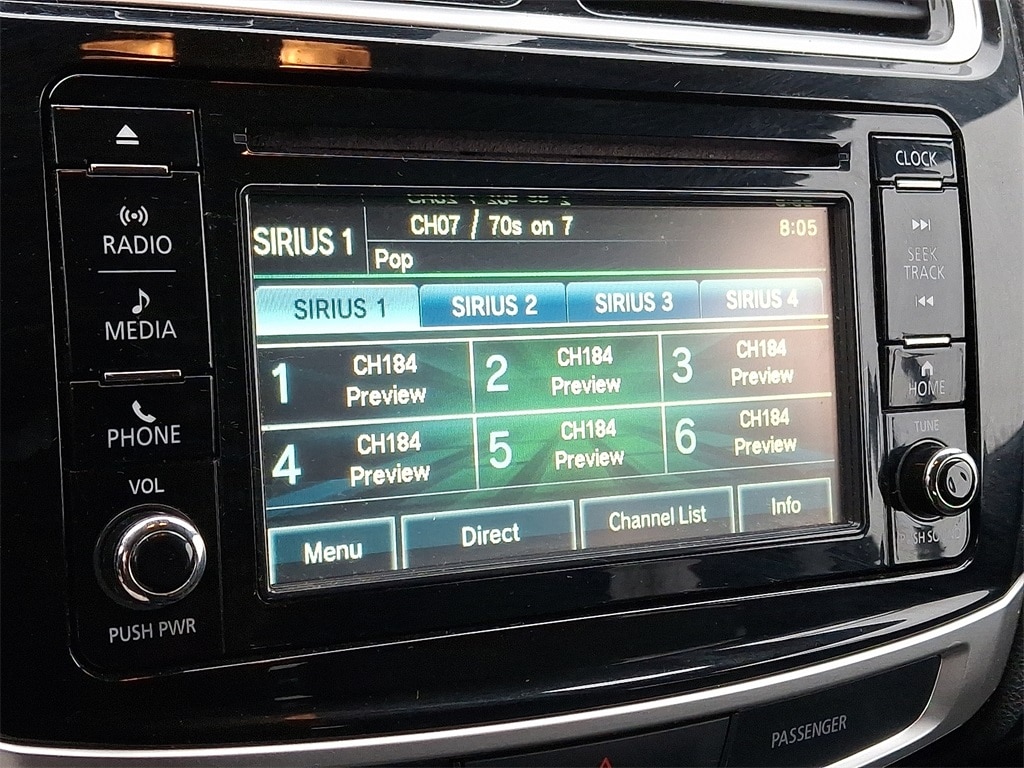 RADIO
MEDIA
PHONE
VOL
PUSH PWR
SIRIUS 1
CH07 / 70s on 7
8:05
Pop
SIRIUS 1 SIRIUS 2 SIRIUS 3 SIRIUS 4
1 CH184 Preview
2 CH184 Preview
3 CH184 Preview
4 CH184 Preview
5 CH184 Preview
6 CH184 Preview
Menu Direct Channel List Info
CLOCK
SEEK
TRACK
HOME
TUNE
PUSH SOUND
PASSENGER